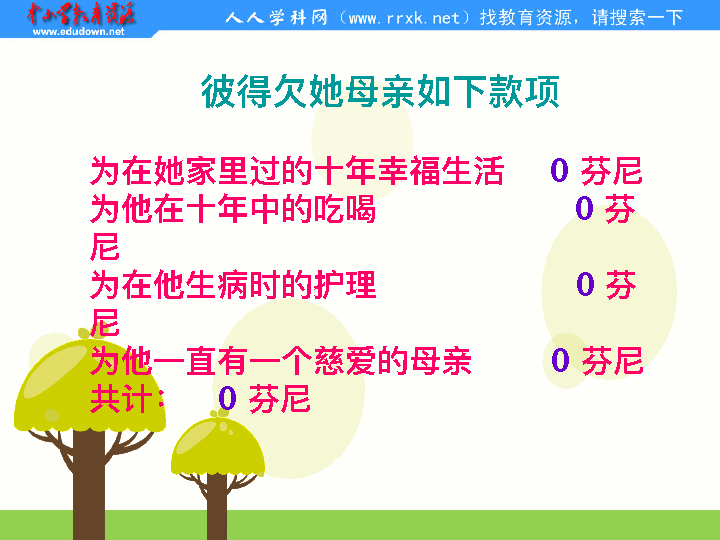 中小学教育资源
www.edudown.net
人人学科网（www.rrxk.net）找教育资源，请搜索一下
彼得欠她母亲如下款项
为在她家里过的十年幸福生活 0 芬尼
为他在十年中的吃喝 0 芬
尼
为在他生病时的护理 0 芬
尼
为他一直有一个慈爱的母亲 0 芬尼
共计： 0 芬尼